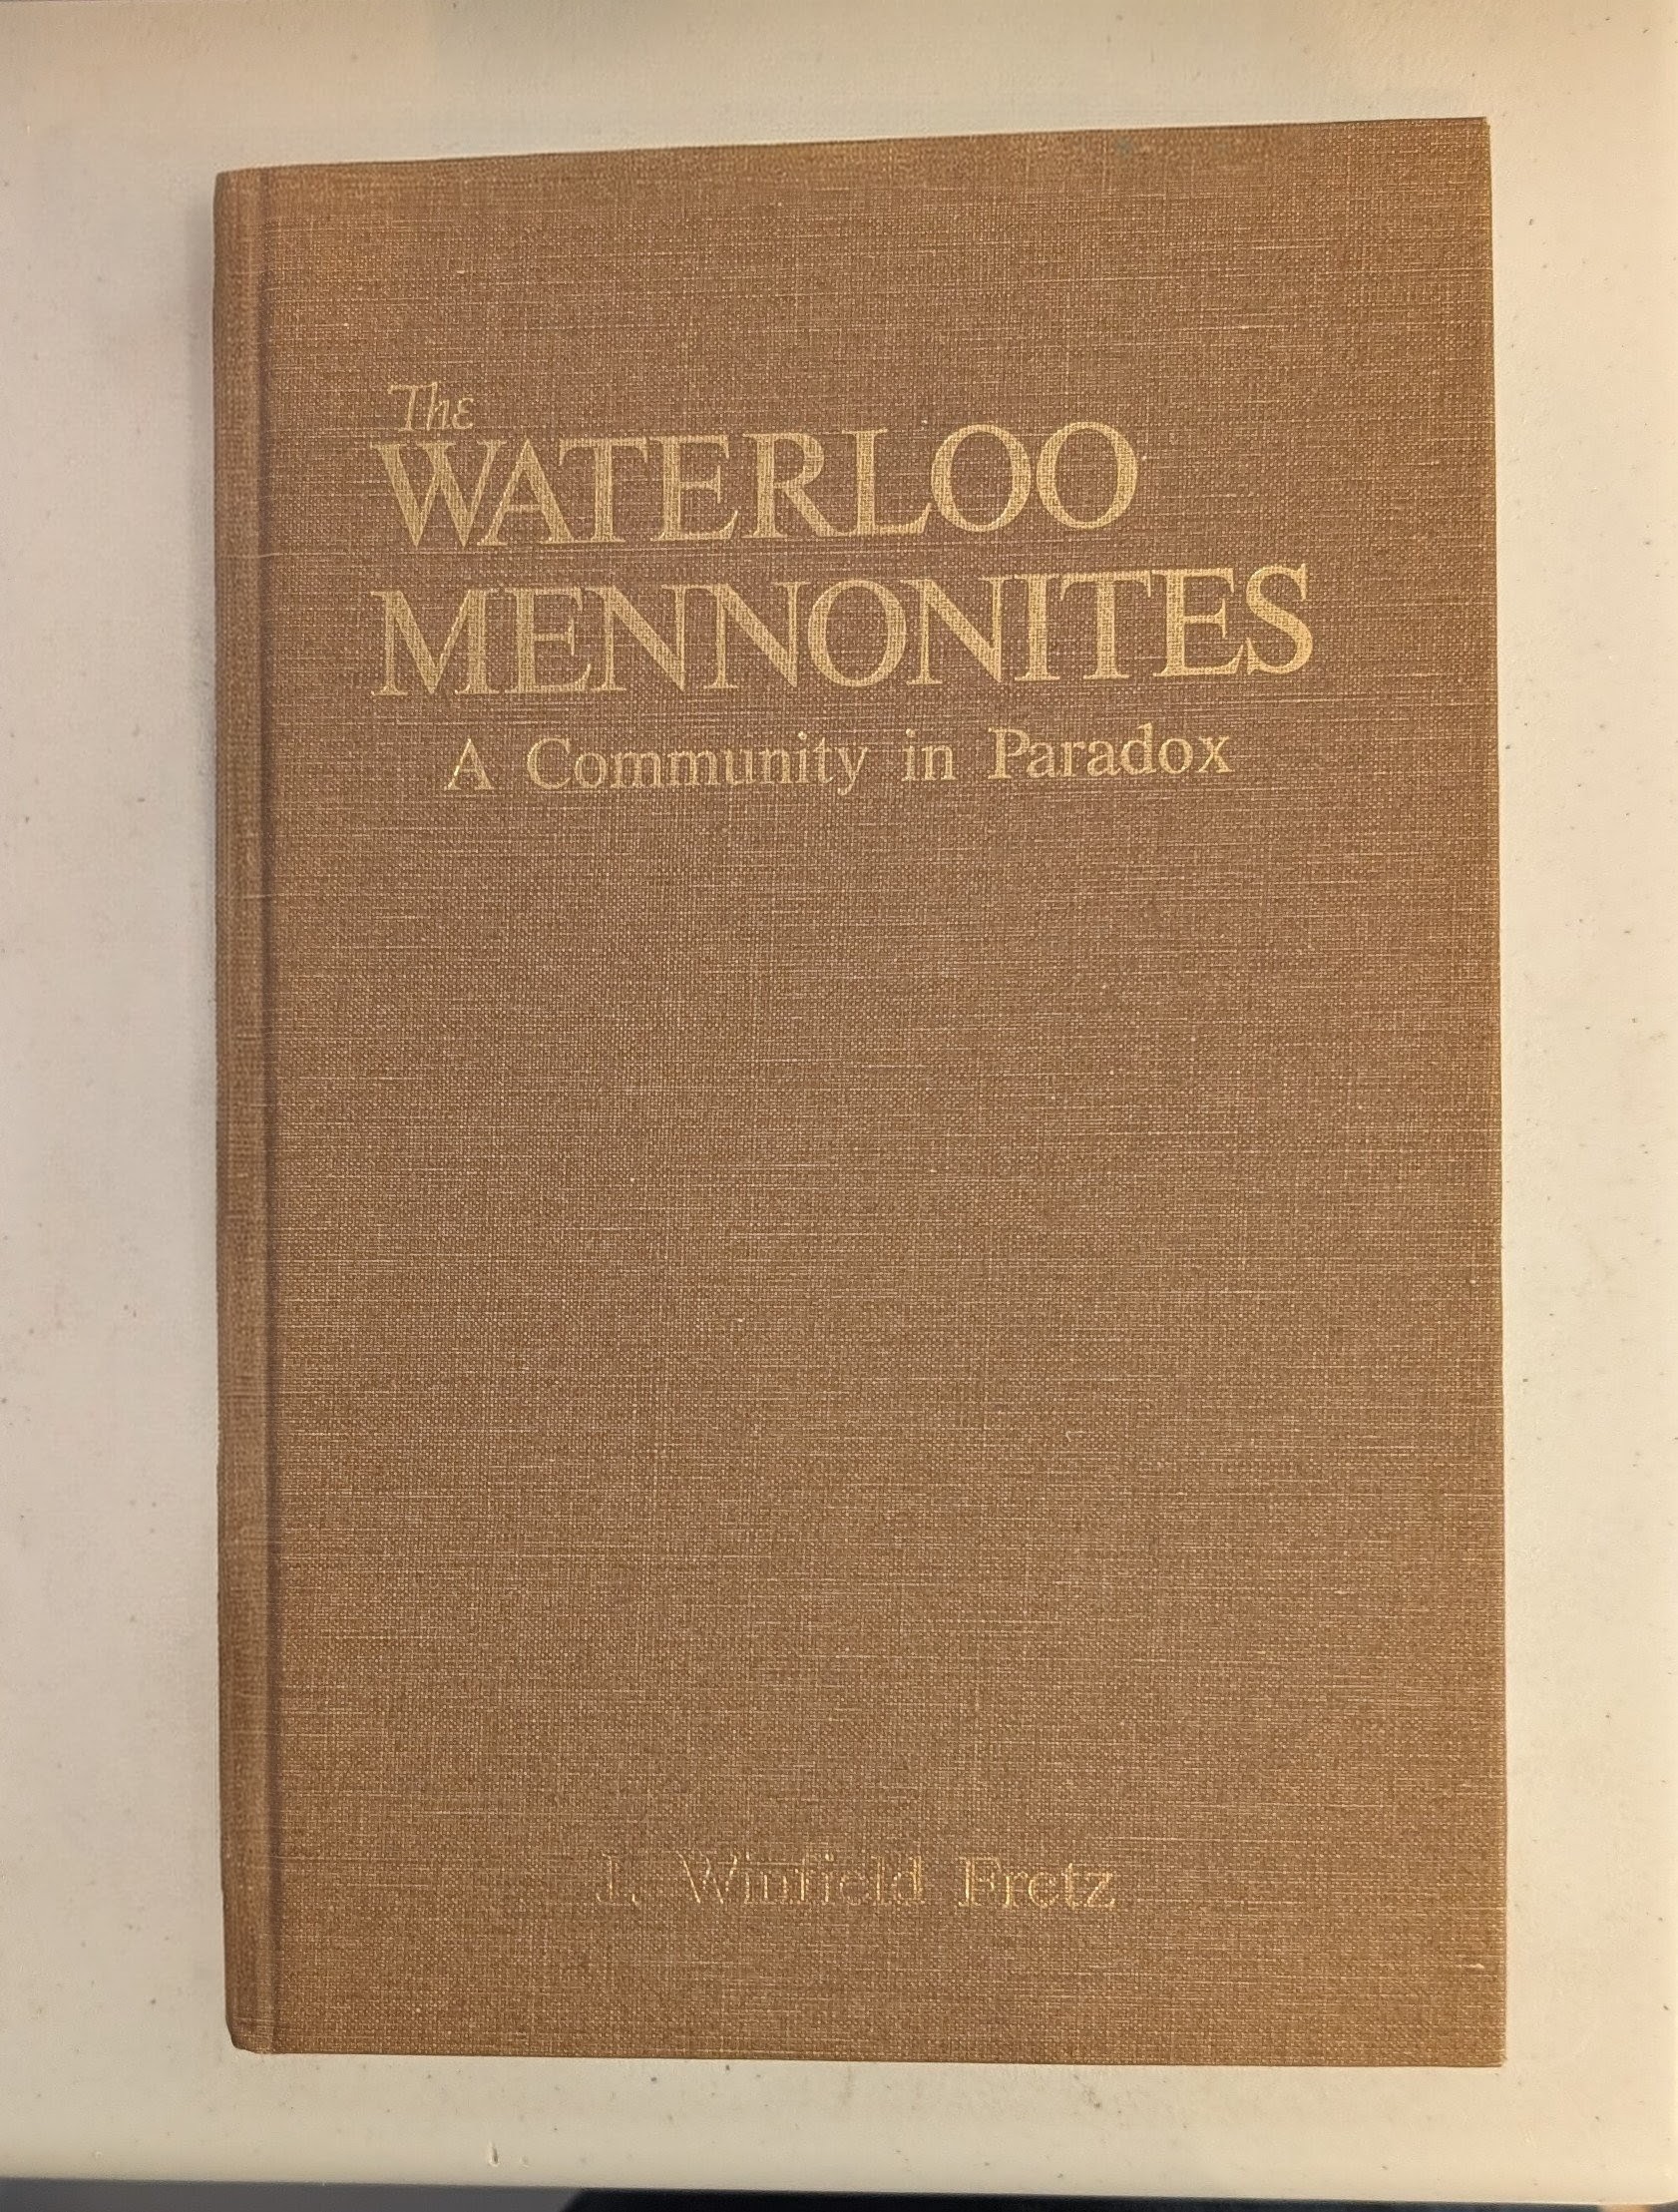 The
WATERLOO
MENNONITES
A Community in Paradox
J. Winfield Fretz